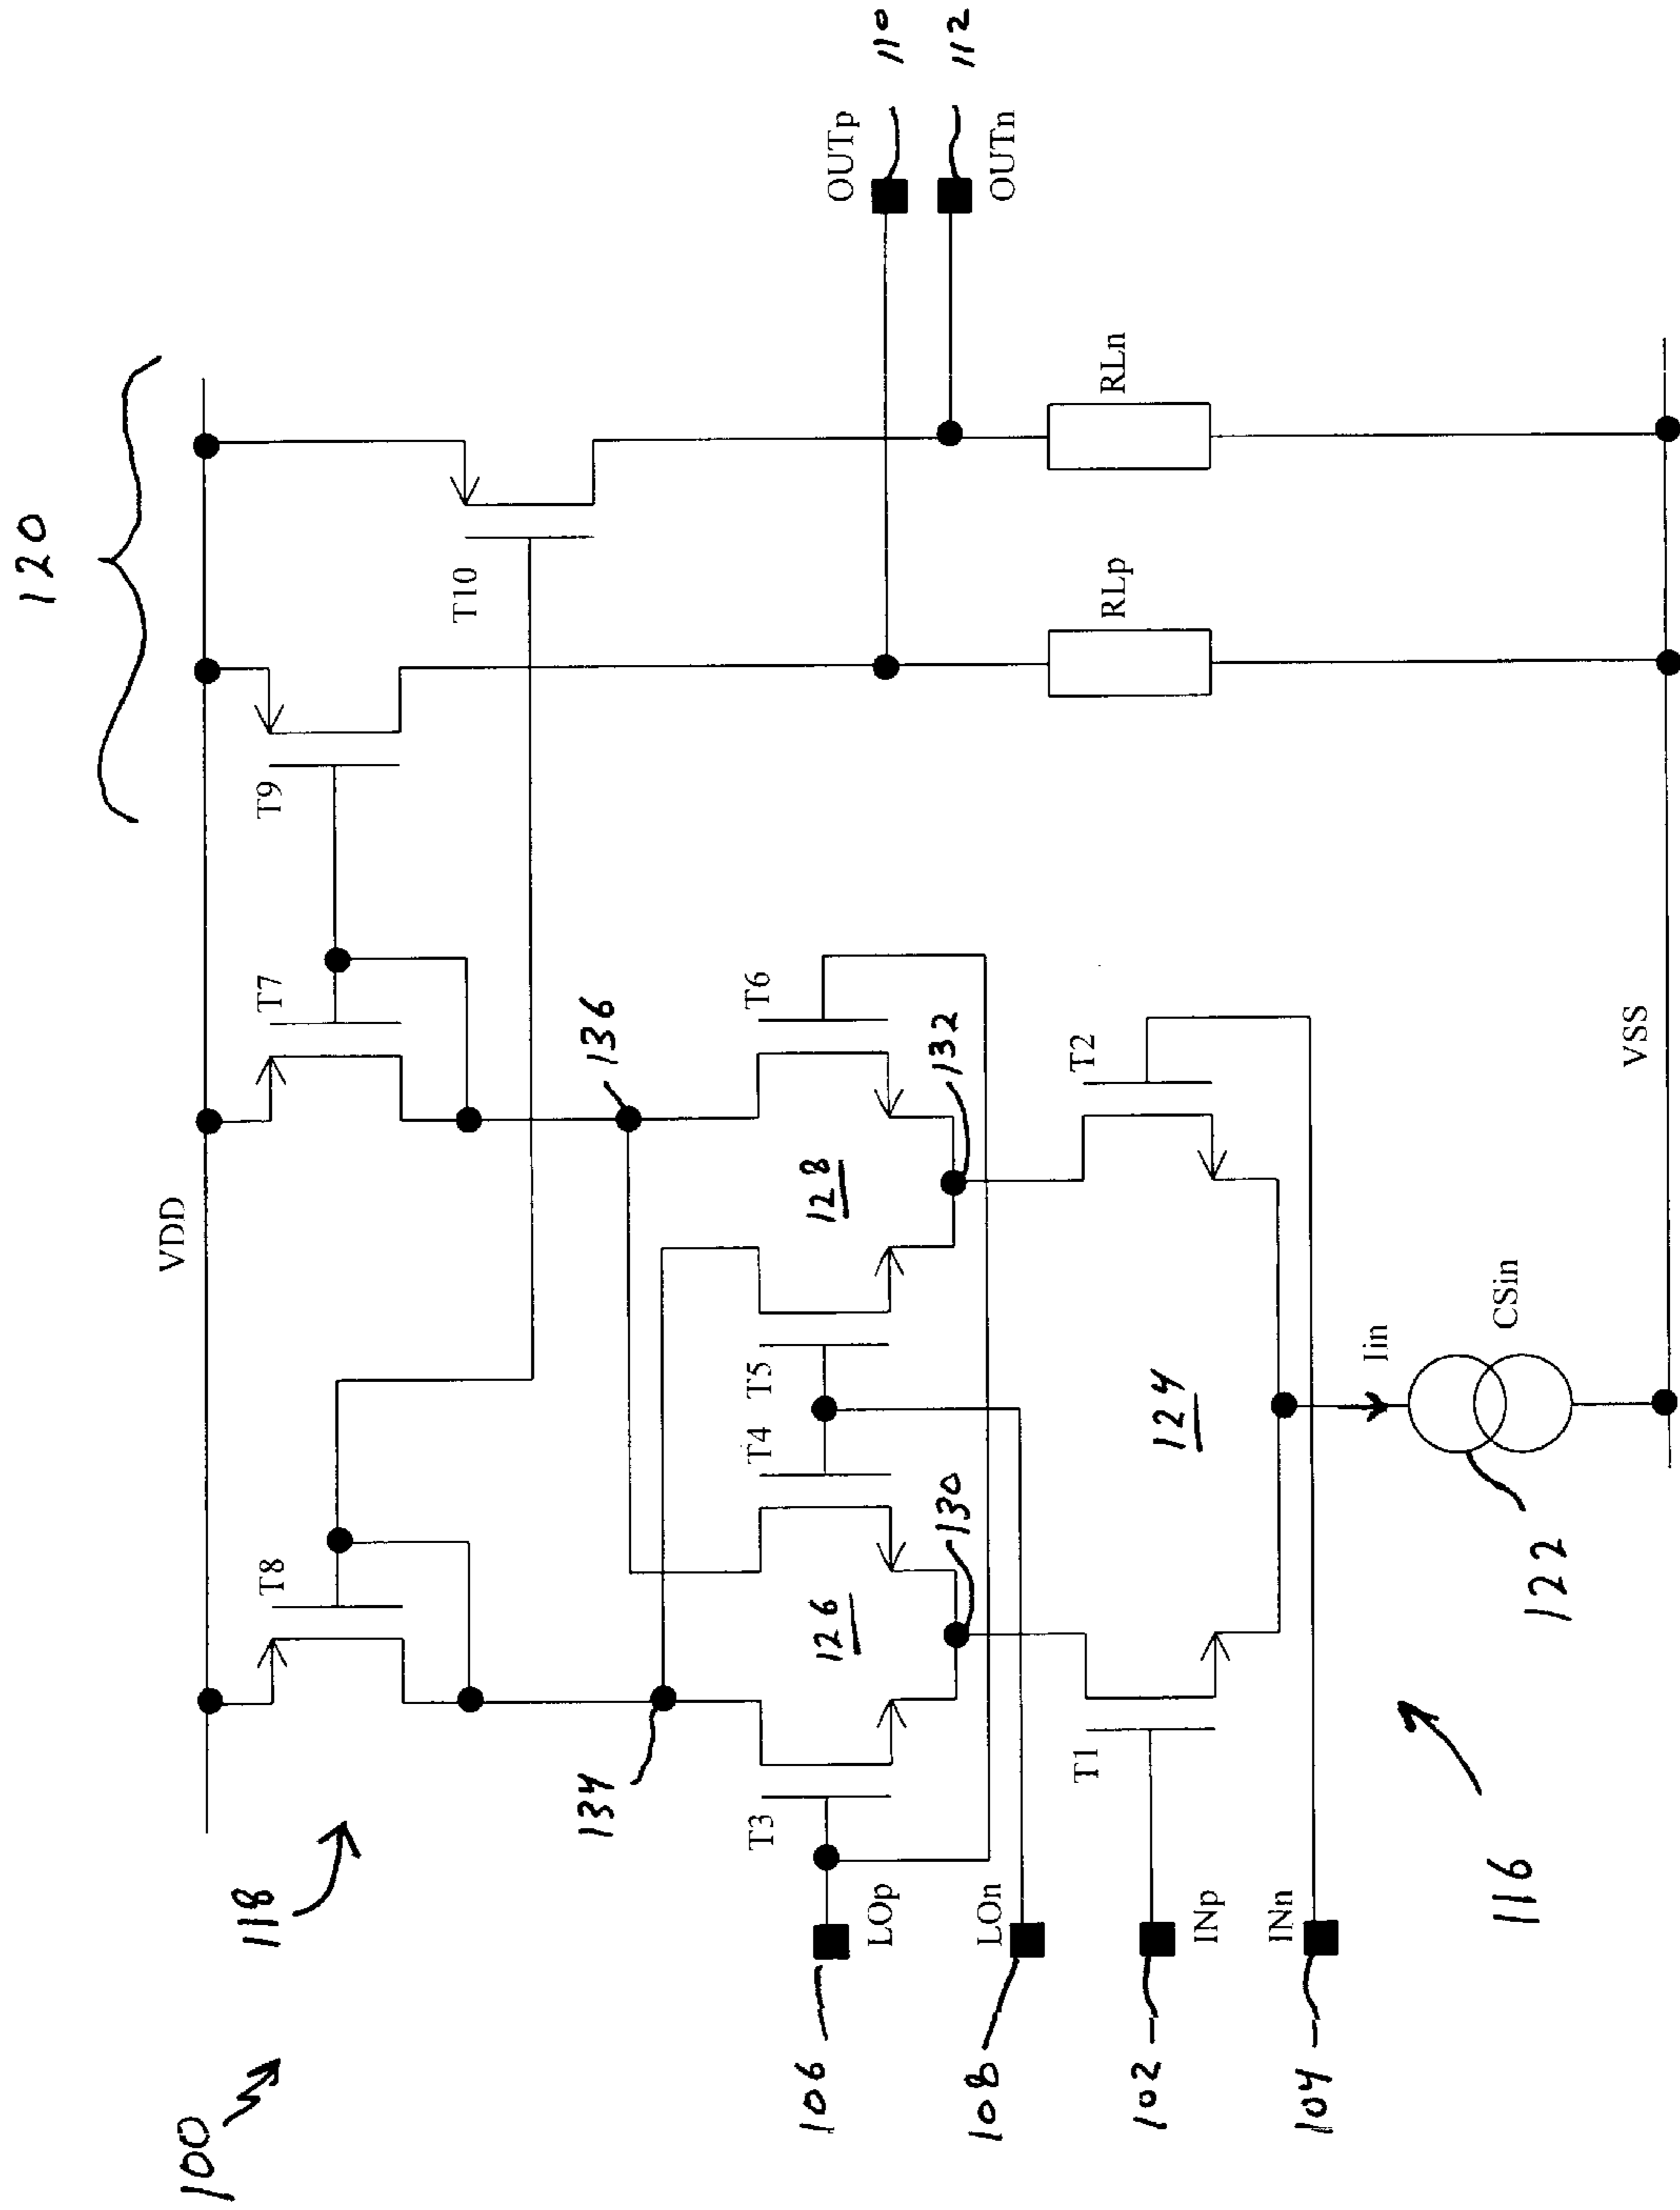 100
118
120
VDD
T8
T7
T9
T10
134
136
T3
T4
T5
T6
126
128
130
132
106
LOp
108
LOn
102
INp
104
INn
T1
T2
124
Iin
CSin
122
116
VSS
RLp
RLn
OUTp
110
OUTn
112